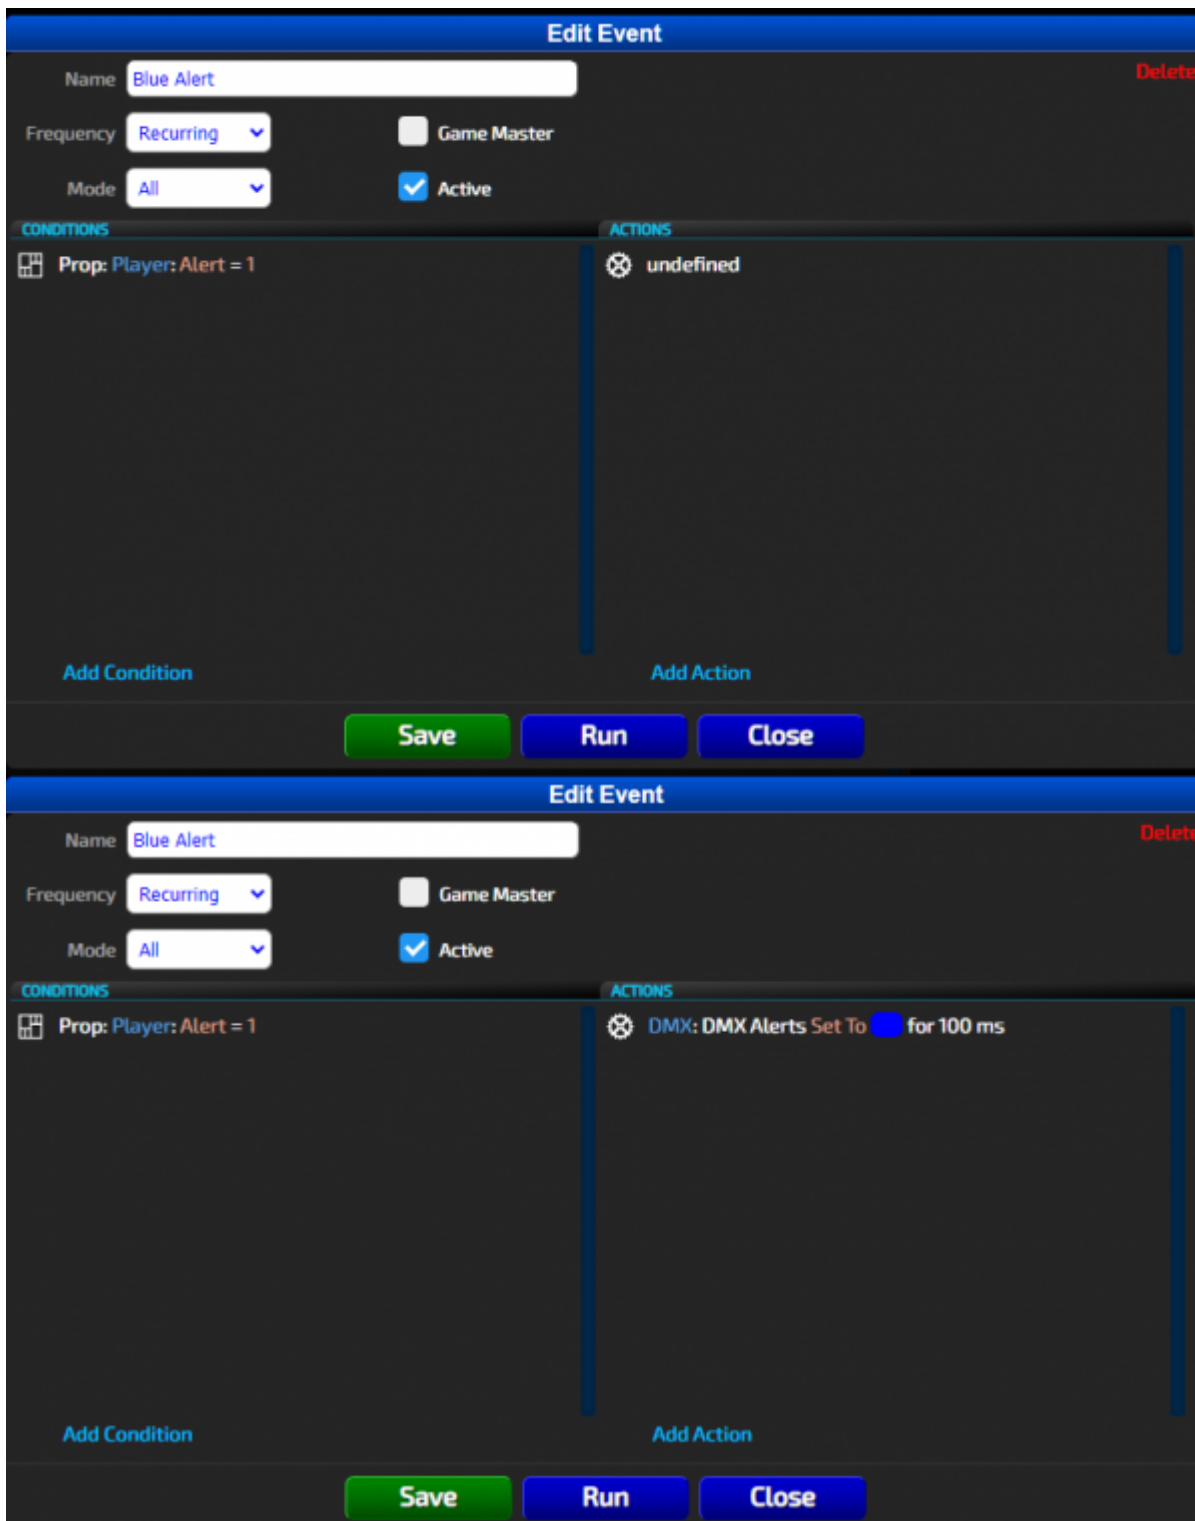 Edit Event
Name Blue Alert Delete
Frequency Recurring Game Master
Mode All Active
CONDITIONS ACTIONS
Prop: Player: Alert = 1 undefined
Add Condition Add Action
Save Run Close
Edit Event
Name Blue Alert Delete
Frequency Recurring Game Master
Mode All Active
CONDITIONS ACTIONS
Prop: Player: Alert = 1 DMX: DMX Alerts Set To for 100 ms
Add Condition Add Action
Save Run Close